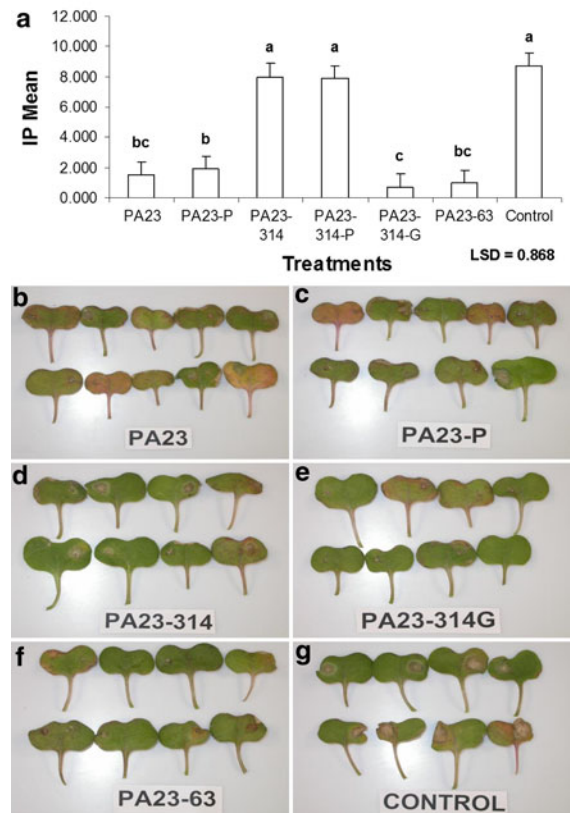 a
12.000
10.000
8.000
6.000
4.000
2.000
0.000
IP Mean
bc
b
a
a
c
bc
a
PA23
PA23-P
PA23-
314
PA23-
314-P
PA23-
314-G
PA23-63
Control
Treatments
LSD = 0.868
b
PA23
c
PA23-P
d
PA23-314
e
PA23-314G
f
PA23-63
g
CONTROL